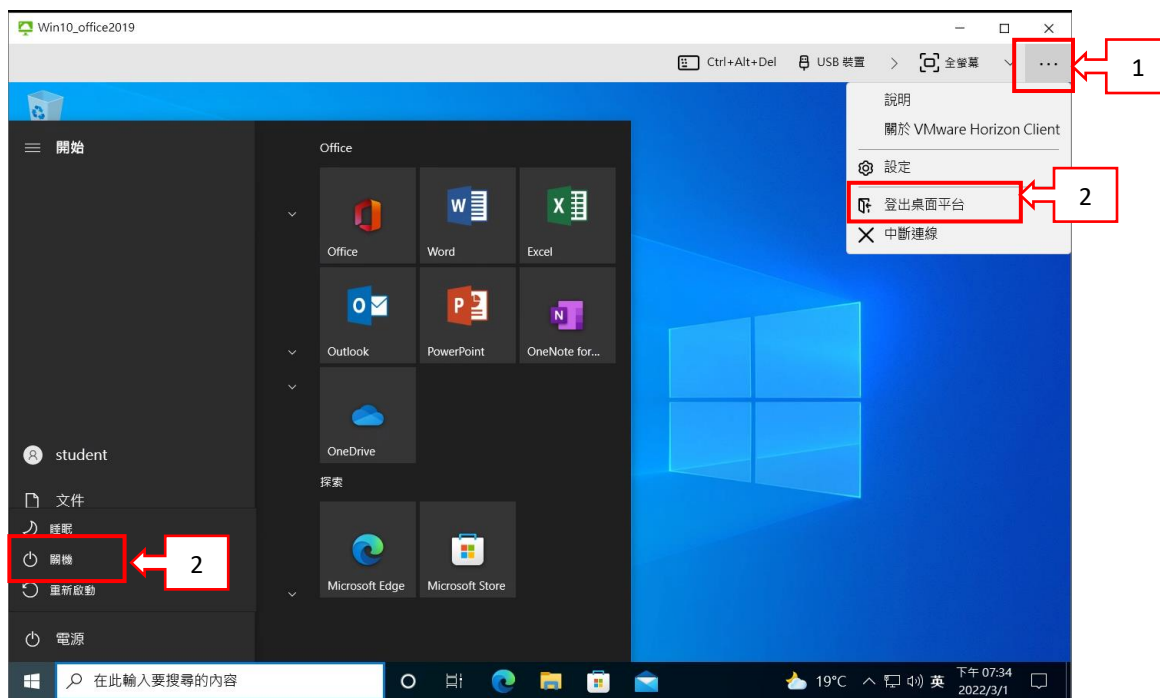 Win10_office2019
Ctrl+Alt+Del USB 裝置 全螢幕
1
說明
關於 VMware Horizon Client
設定
登出桌面平台
2
中斷連線
開始
Office
Office Word Excel
Outlook PowerPoint OneNote for...
OneDrive
student
探索
文件
睡眠
關機
2
重新啟動
Microsoft Edge Microsoft Store
電源
在此輸入要搜尋的內容
19°C 英 下午 07:34
2022/3/1